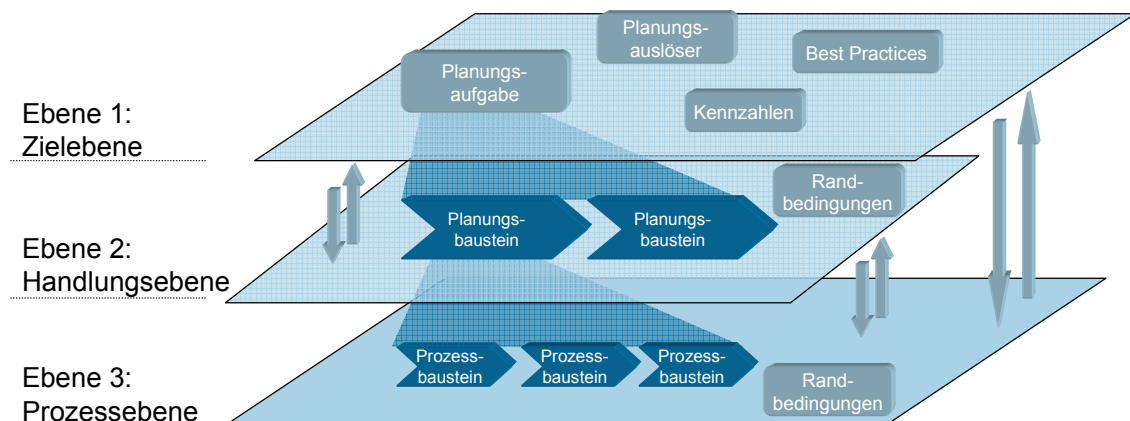 Planungs-
auslöser
Best Practices
Planungs-
aufgabe
Kennzahlen
Ebene 1:
Zielebene
Rand-
bedingungen
Planungs-
baustein
Planungs-
baustein
Ebene 2:
Handlungsebene
Prozess-
baustein
Prozess-
baustein
Prozess-
baustein
Rand-
bedingungen
Ebene 3:
Prozessebene